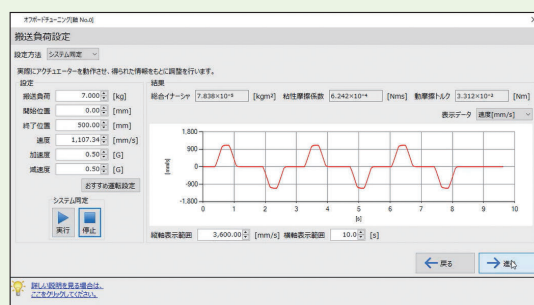 オフボードチューニング[軸 No.0]
搬送負荷設定
設定方法 システム同定
実際にアクチュエーターを動作させ、得られた情報をもとに調整を行います。
設定
搬送負荷 7.000 [kg]
開始位置 0.00 [mm]
終了位置 500.00 [mm]
速度 1,107.34 [mm/s]
加速度 0.50 [G]
減速度 0.50 [G]
おすすめ運転設定
システム同定
実行 停止
結果
総合イナーシャ 7.838×10⁻⁵ [kgm²] 粘性摩擦係数 6.242×10⁻⁴ [Nms] 動摩擦トルク 3.312×10⁻² [Nm]
表示データ 速度[mm/s]
[mm/s]
1.800
900
0
-900
-1.800
0 1 2 3 4 5 6 7 8 9 10
[s]
縦軸表示範囲 3,600.00 [mm/s] 横軸表示範囲 10.0 [s]
← 戻る → 進む
詳しい説明を見る場合は、
ここをクリックしてください。